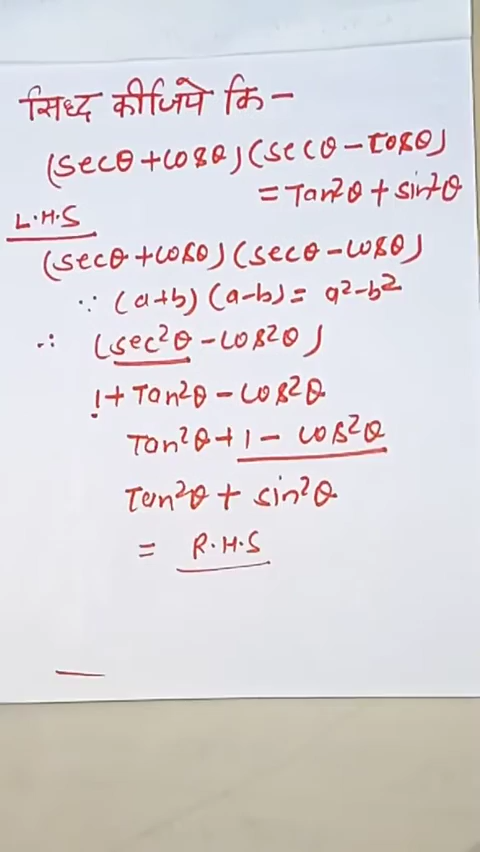 सिध्द कीजिये कि -
(secθ + cosθ) (secθ - cosθ)
= Tan²θ + sin²θ
L.H.S
(secθ + cosθ) (secθ - cosθ)
∵ (a+b) (a-b) = a²-b²
∴ (sec²θ - cos²θ)
1 + Tan²θ - cos²θ
Tan²θ + 1 - cos²θ
Tan²θ + sin²θ
= R.H.S